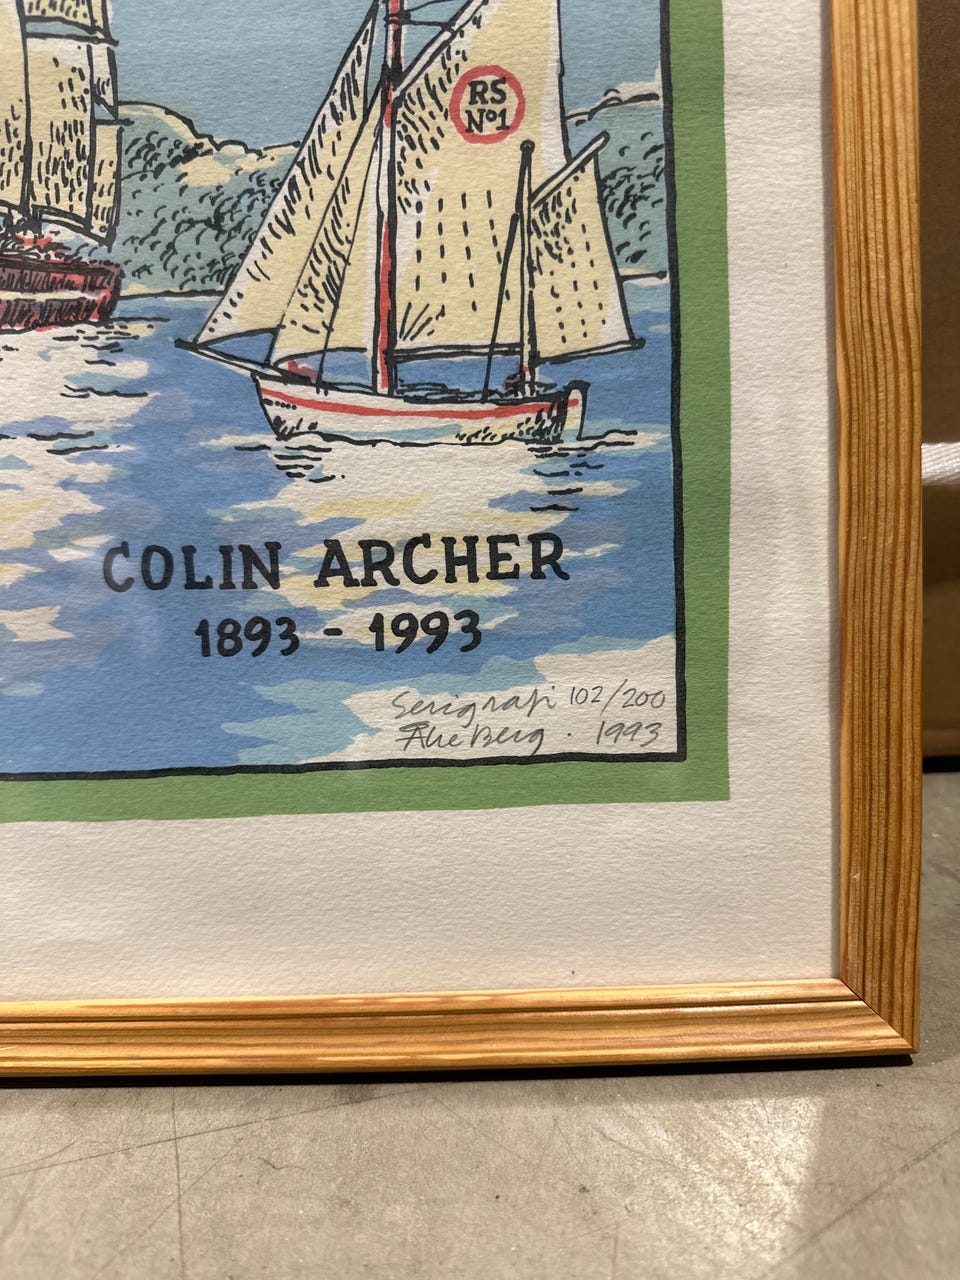 RS
Nº1
COLIN ARCHER
1893 - 1993
Serigrafi 102/200
Åke Berg. 1993